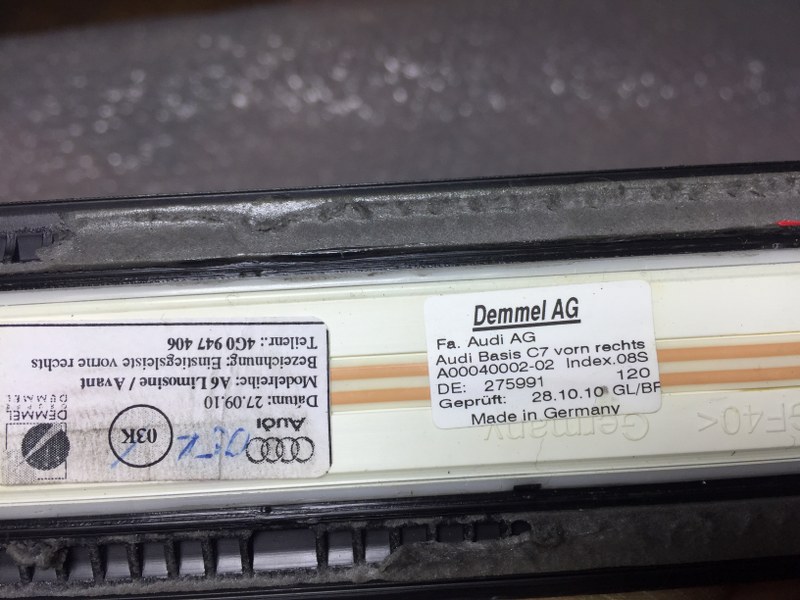 Demmel AG
Fa. Audi AG
Audi Basis C7 vorn rechts
A00040002-02 Index.08S
DE: 275991 120
Geprüft: 28.10.10 GL/BF
Made in Germany
Audi
Datum: 27.09.10
Modelreihe: A6 Limosine / Avant
Bezeichnung: Einstiegsleiste vorne rechts
Teilenr.: 4G0 947 406
03K
DEMMEL
Germany
GF40<